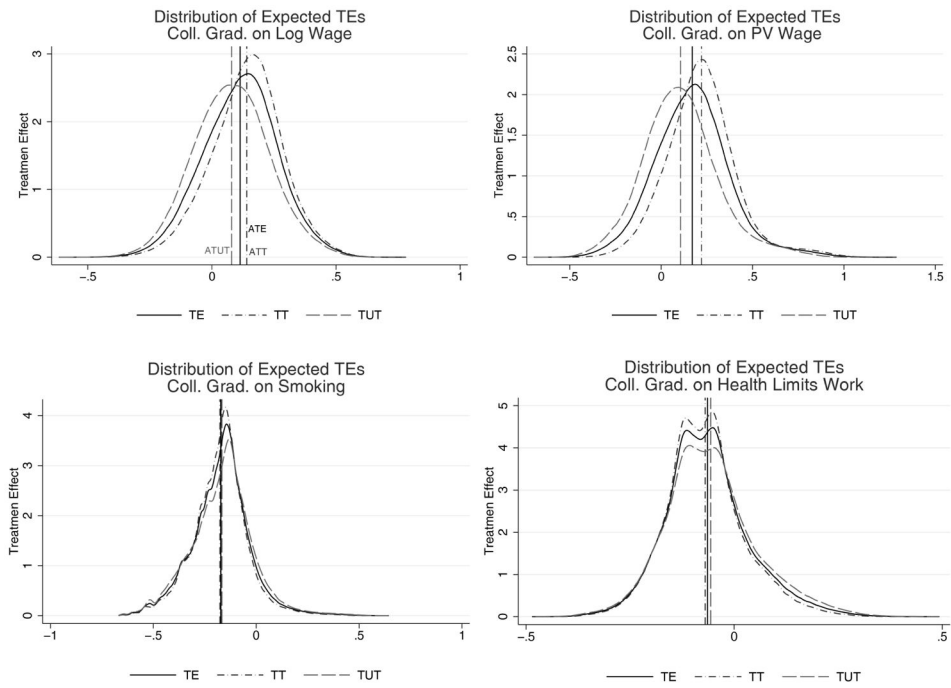 Distribution of Expected TEs
Coll. Grad. on Log Wage
Treatmen Effect
3
2
1
0
ATE
ATUT
ATT
-.5
0
.5
1
TE
TT
TUT
Distribution of Expected TEs
Coll. Grad. on PV Wage
Treatmen Effect
2.5
2
1.5
1
.5
0
-.5
0
.5
1
1.5
TE
TT
TUT
Distribution of Expected TEs
Coll. Grad. on Smoking
Treatmen Effect
4
3
2
1
0
-1
-.5
0
.5
1
TE
TT
TUT
Distribution of Expected TEs
Coll. Grad. on Health Limits Work
Treatmen Effect
5
4
3
2
1
0
-.5
0
.5
TE
TT
TUT